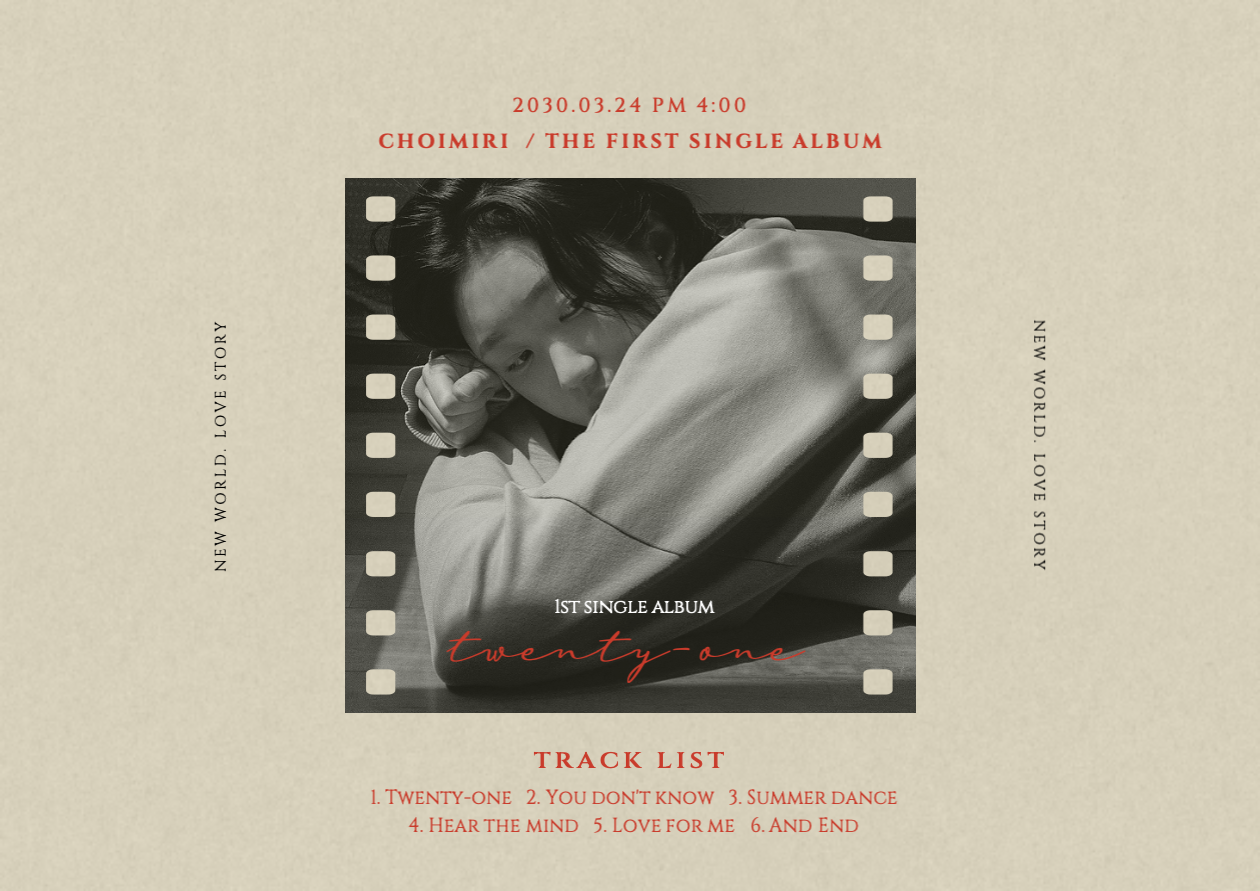 2030.03.24 PM 4:00
CHOIMIRI / THE FIRST SINGLE ALBUM
NEW WORLD. LOVE STORY
NEW WORLD. LOVE STORY
1ST SINGLE ALBUM
twenty-one
TRACK LIST
1. TWENTY-ONE 2. YOU DON'T KNOW 3. SUMMER DANCE
4. HEAR THE MIND 5. LOVE FOR ME 6. AND END